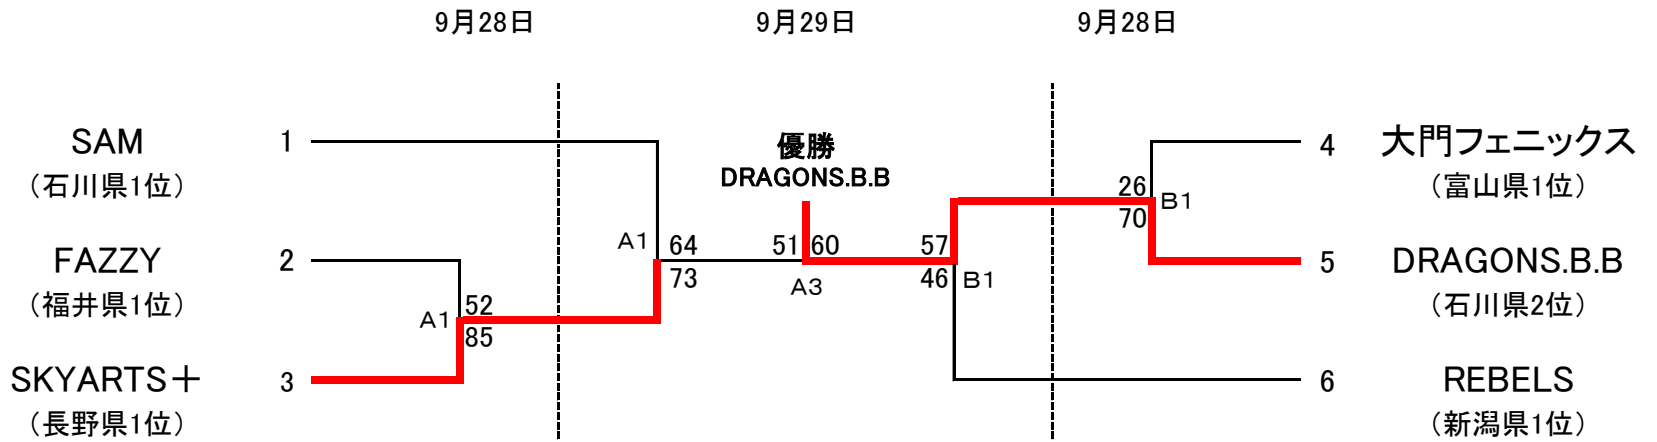 9月28日 9月29日 9月28日
SAM 1
(石川県1位)
優勝
DRAGONS.B.B
4 大門フェニックス
(富山県1位)
26
70
B1
A1
64
73
51 60
A3
57
46
B1
FAZZY 2
(福井県1位)
5 DRAGONS.B.B
(石川県2位)
A1
52
85
SKYARTS＋ 3
(長野県1位)
6 REBELS
(新潟県1位)